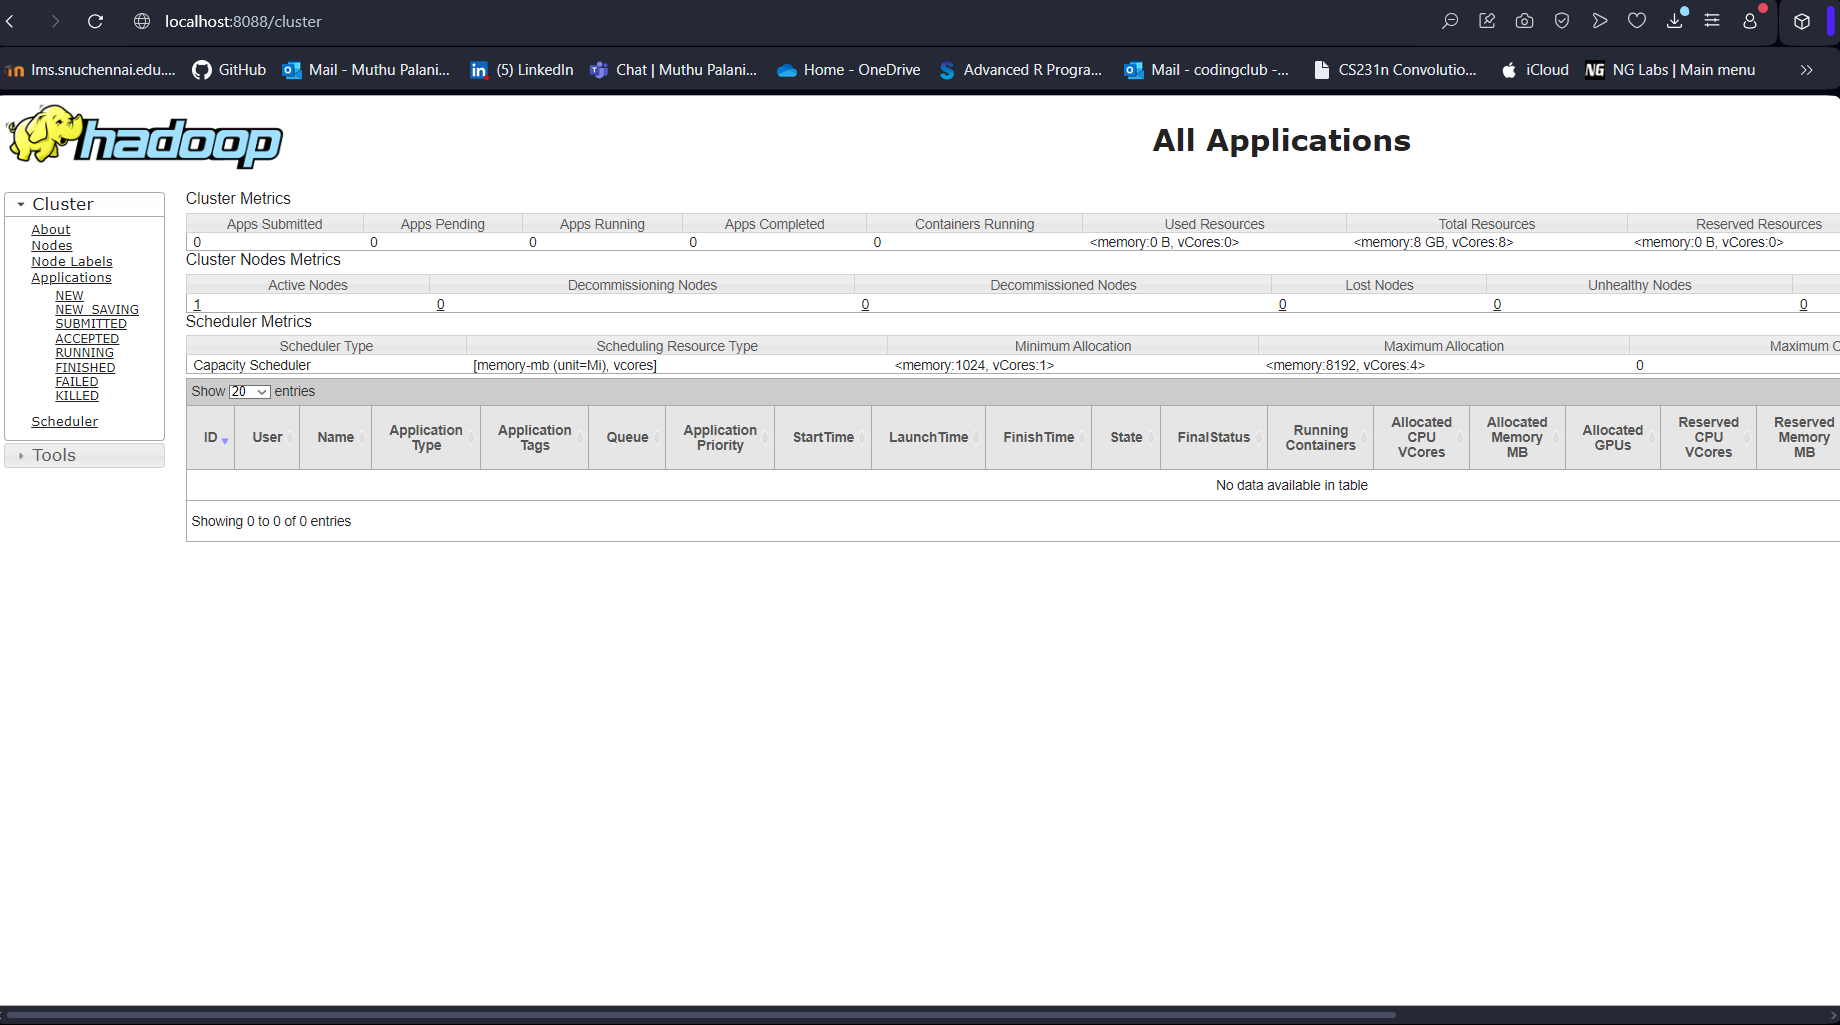 localhost:8088/cluster
lms.snuchennai.edu.... GitHub Mail - Muthu Palani... (5) LinkedIn Chat | Muthu Palani... Home - OneDrive Advanced R Progra... Mail - codingclub -... CS231n Convolutio... iCloud NG Labs | Main menu
hadoop
All Applications
Cluster
About
Nodes
Node Labels
Applications
NEW
NEW_SAVING
SUBMITTED
ACCEPTED
RUNNING
FINISHED
FAILED
KILLED
Scheduler
Tools
Cluster Metrics
Apps Submitted Apps Pending Apps Running Apps Completed Containers Running Used Resources Total Resources Reserved Resources
0 0 0 0 0 <memory:0 B, vCores:0> <memory:8 GB, vCores:8> <memory:0 B, vCores:0>
Cluster Nodes Metrics
Active Nodes Decommissioning Nodes Decommissioned Nodes Lost Nodes Unhealthy Nodes
1 0 0 0 0 0
Scheduler Metrics
Scheduler Type Scheduling Resource Type Minimum Allocation Maximum Allocation Maximum C
Capacity Scheduler [memory-mb (unit=Mi), vcores] <memory:1024, vCores:1> <memory:8192, vCores:4> 0
Show 20 entries
ID User Name Application Type Application Tags Queue Application Priority StartTime LaunchTime FinishTime State FinalStatus Running Containers Allocated CPU VCores Allocated Memory MB Allocated GPUs Reserved CPU VCores Reserved Memory MB
No data available in table
Showing 0 to 0 of 0 entries